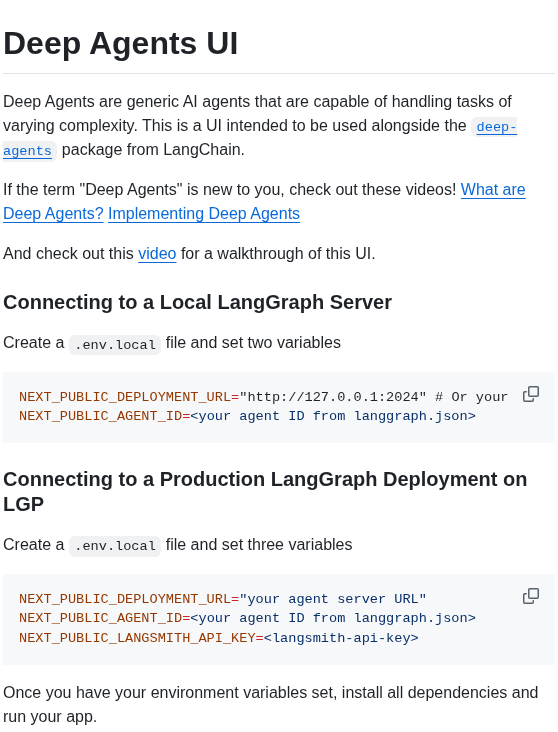 Deep Agents UI
Deep Agents are generic AI agents that are capable of handling tasks of
varying complexity. This is a UI intended to be used alongside the deep-
agents package from LangChain.
If the term "Deep Agents" is new to you, check out these videos! What are
Deep Agents? Implementing Deep Agents
And check out this video for a walkthrough of this UI.
Connecting to a Local LangGraph Server
Create a .env.local file and set two variables
NEXT_PUBLIC_DEPLOYMENT_URL="http://127.0.0.1:2024" # Or your
NEXT_PUBLIC_AGENT_ID=<your agent ID from langgraph.json>
Connecting to a Production LangGraph Deployment on
LGP
Create a .env.local file and set three variables
NEXT_PUBLIC_DEPLOYMENT_URL="your agent server URL"
NEXT_PUBLIC_AGENT_ID=<your agent ID from langgraph.json>
NEXT_PUBLIC_LANGSMITH_API_KEY=<langsmith-api-key>
Once you have your environment variables set, install all dependencies and
run your app.